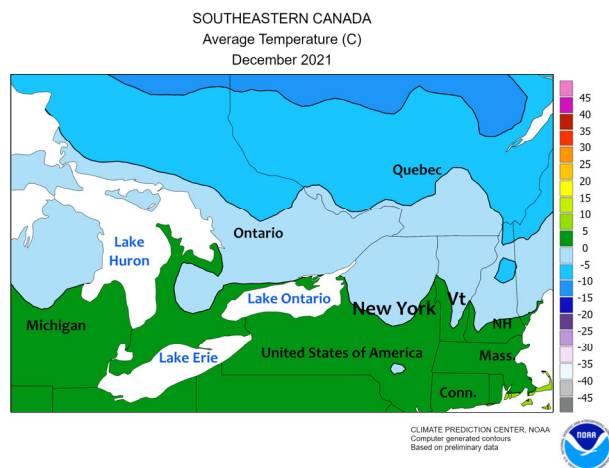 SOUTHEASTERN CANADA
Average Temperature (C)
December 2021
Quebec
Ontario
Lake
Huron
Lake Ontario
New York
Vt
NH
Michigan
Lake Erie
United States of America
Mass.
Conn.
45
40
35
30
25
20
15
10
5
0
-5
-10
-15
-20
-25
-30
-35
-40
-45
CLIMATE PREDICTION CENTER, NOAA
Computer generated contours
Based on preliminary data
NOAA